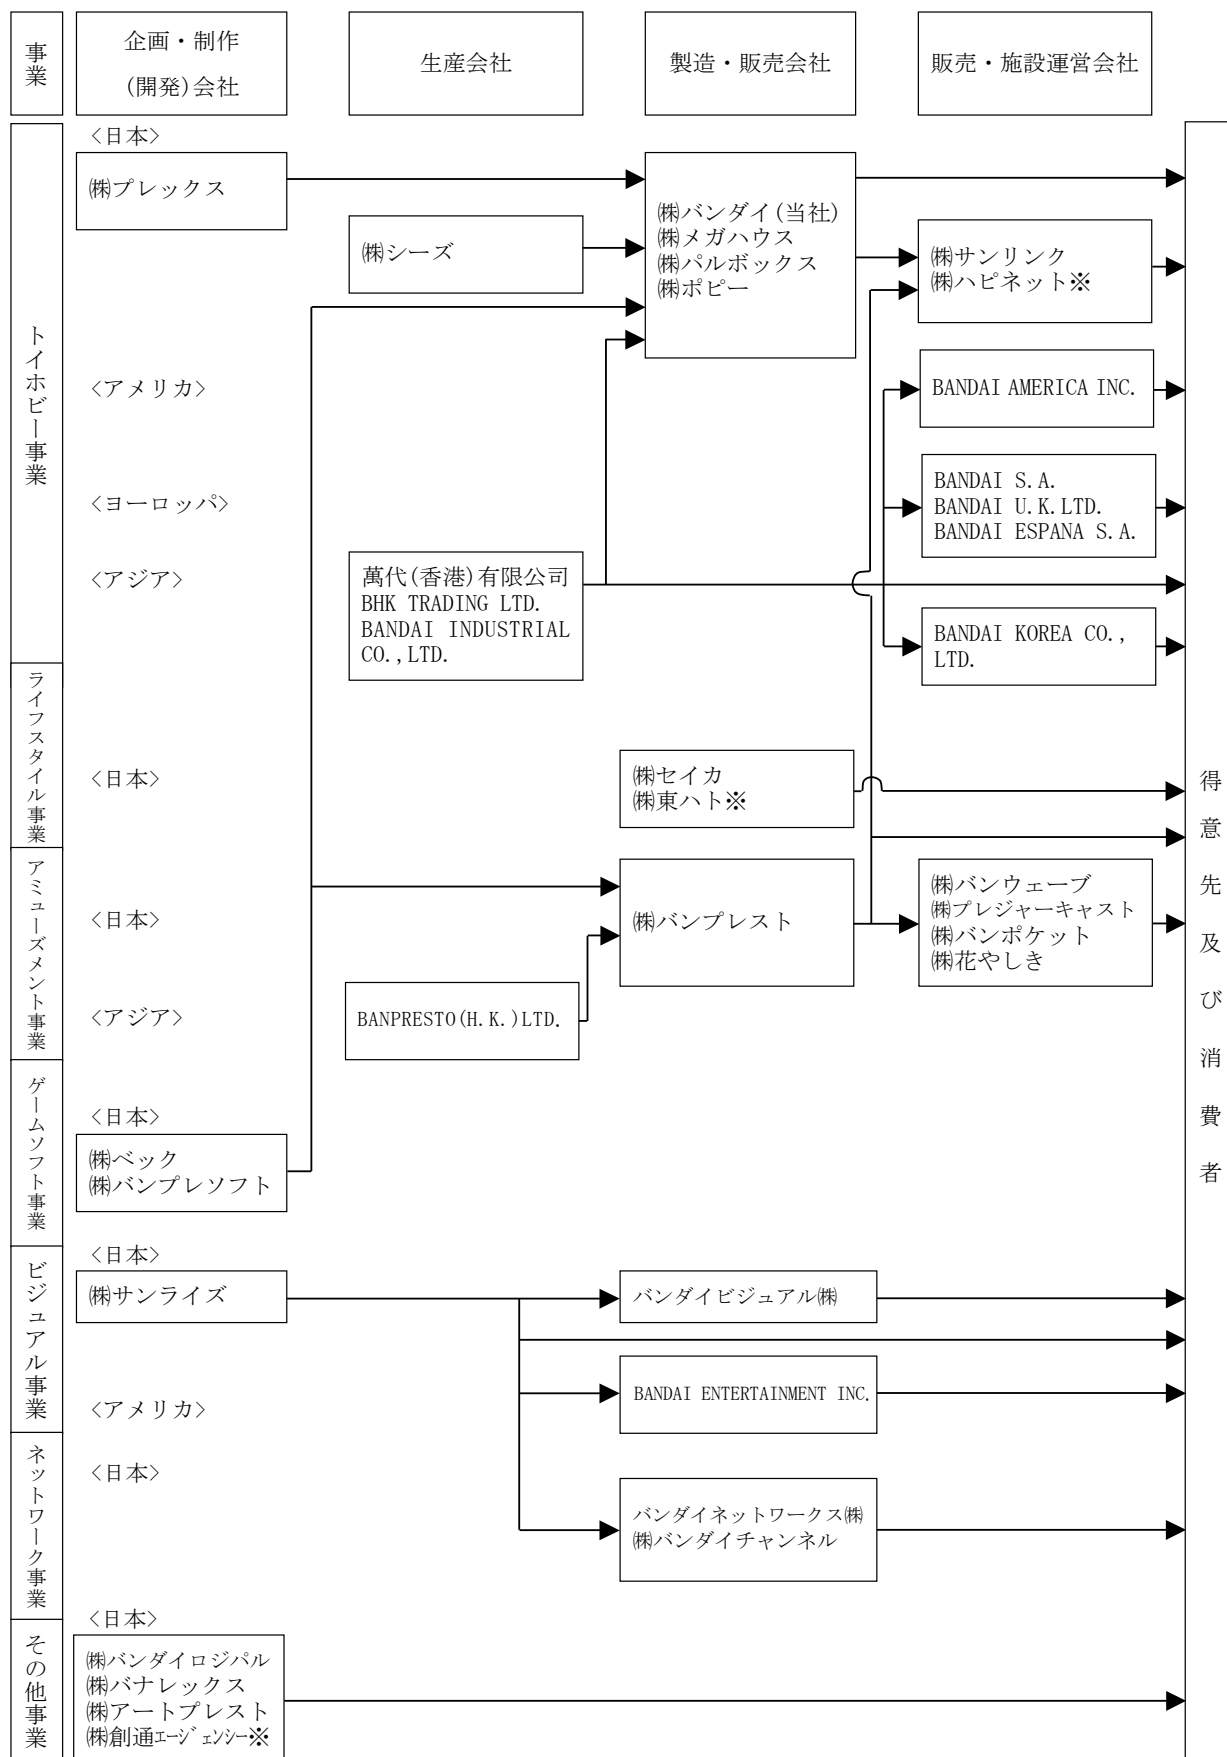 事業
企画・制作
(開発)会社
生産会社
製造・販売会社
販売・施設運営会社
トイホビー事業
〈日本〉
㈱プレックス
㈱シーズ
㈱バンダイ(当社)
㈱メガハウス
㈱パルボックス
㈱ポピー
㈱サンリンク
㈱ハピネット※
〈アメリカ〉
BANDAI AMERICA INC.
〈ヨーロッパ〉
BANDAI S.A.
BANDAI U.K.LTD.
BANDAI ESPANA S.A.
〈アジア〉
萬代(香港)有限公司
BHK TRADING LTD.
BANDAI INDUSTRIAL
CO.,LTD.
BANDAI KOREA CO.,
LTD.
ライフスタイル事業
〈日本〉
㈱セイカ
㈱東ハト※
アミューズメント事業
〈日本〉
㈱バンプレスト
㈱バンウェーブ
㈱プレジャーキャスト
㈱バンポケット
㈱花やしき
〈アジア〉
BANPRESTO(H.K.)LTD.
ゲームソフト事業
〈日本〉
㈱ベック
㈱バンプレソフト
ビジュアル事業
〈日本〉
㈱サンライズ
バンダイビジュアル㈱
〈アメリカ〉
BANDAI ENTERTAINMENT INC.
ネットワーク事業
〈日本〉
バンダイネットワークス㈱
㈱バンダイチャンネル
その他事業
〈日本〉
㈱バンダイロジパル
㈱バナレックス
㈱アートプレスト
㈱創通ｴｰｼﾞｪﾝｼｰ※
得意先及び消費者